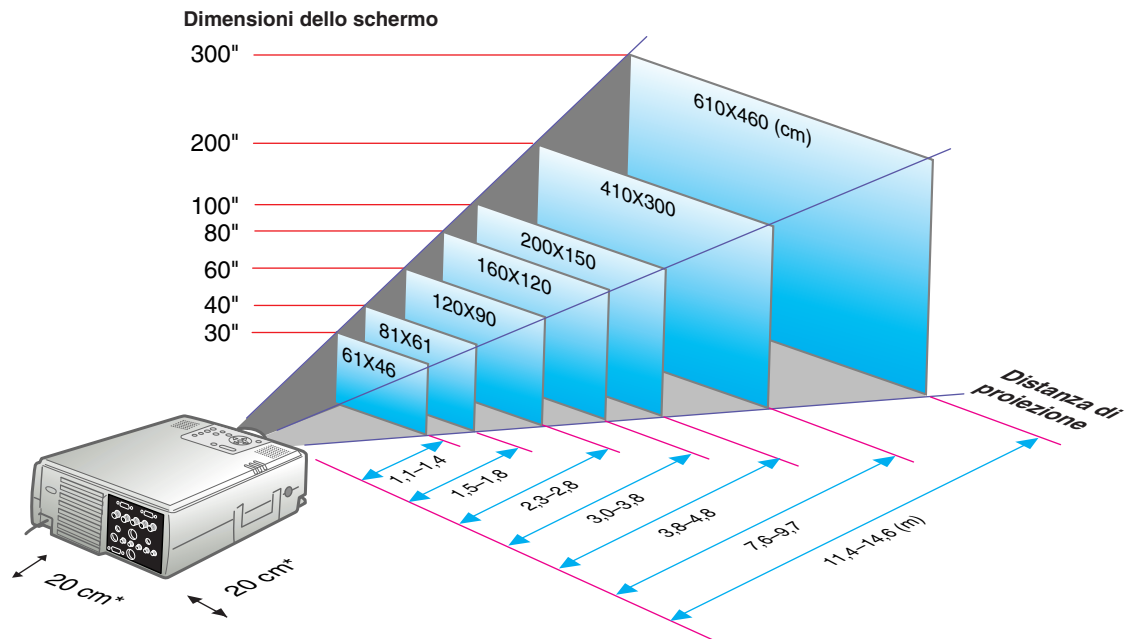 Dimensioni dello schermo
300"
200"
100"
80"
60"
40"
30"
610X460 (cm)
410X300
200X150
160X120
120X90
81X61
61X46
Distanza di
proiezione
1,1–1,4
1,5–1,8
2,3–2,8
3,0–3,8
3,8–4,8
7,6–9,7
11,4–14,6 (m)
20 cm*
20 cm*